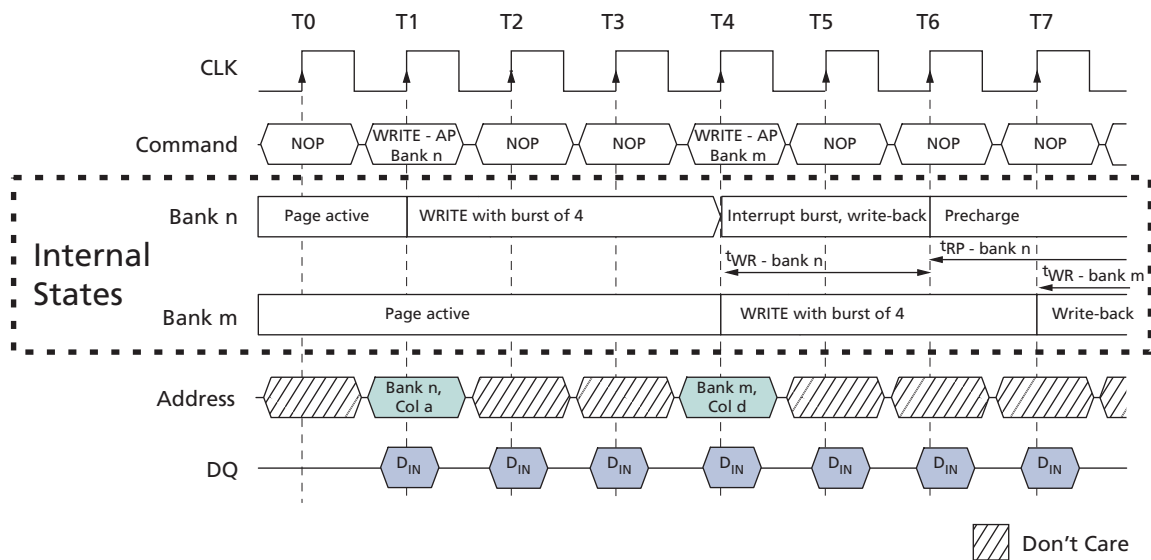 T0 T1 T2 T3 T4 T5 T6 T7
CLK
Command NOP WRITE - AP Bank n NOP NOP WRITE - AP Bank m NOP NOP NOP
Internal States
Bank n Page active WRITE with burst of 4 Interrupt burst, write-back Precharge
tWR - bank n tRP - bank n
tWR - bank m
Bank m Page active WRITE with burst of 4 Write-back
Address Bank n, Col a Bank m, Col d
DQ DIN DIN DIN DIN DIN DIN DIN
Don't Care